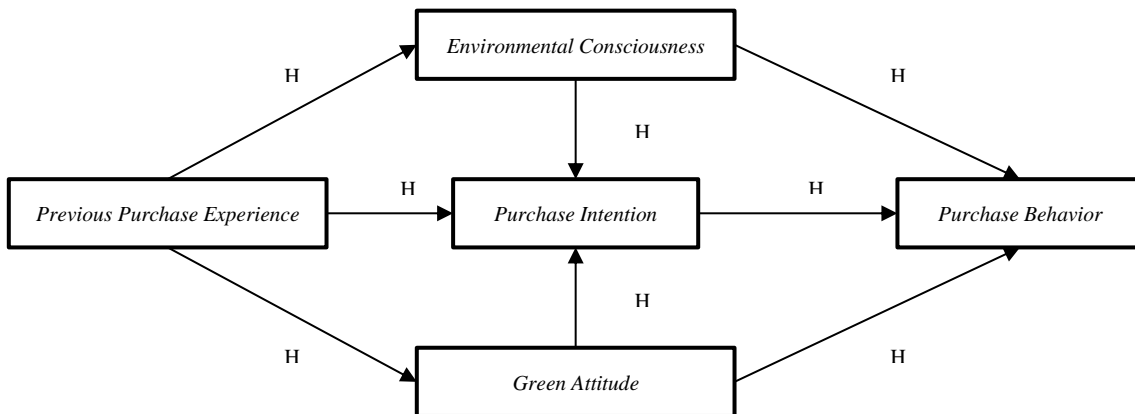 Environmental Consciousness
H
H
H
Previous Purchase Experience
H
Purchase Intention
H
Purchase Behavior
H
H
H
Green Attitude